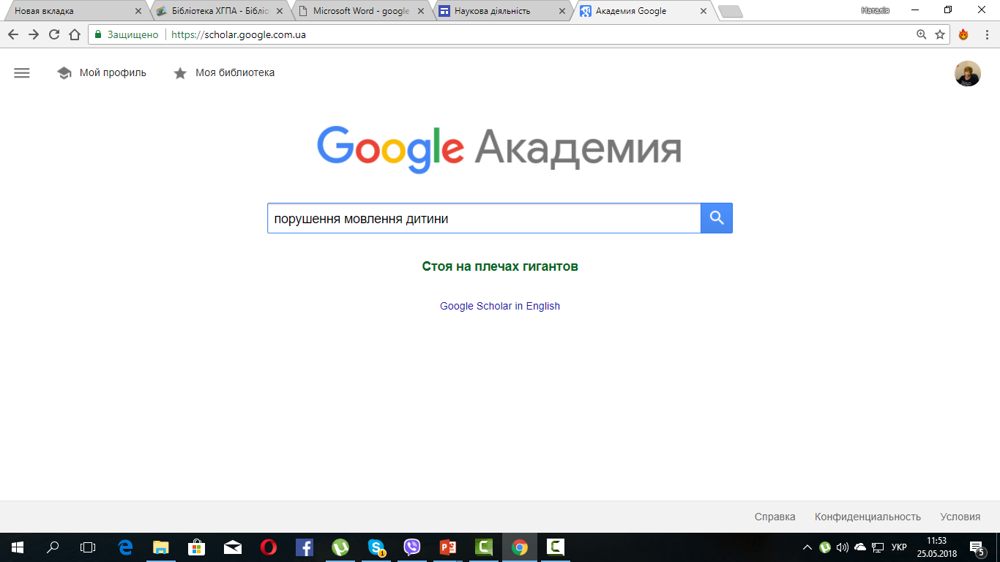 Новая вкладка
Бібліотека ХГПА - Бібліо
Microsoft Word - google
Наукова діяльність
Академия Google
Наталія
Защищено
https://scholar.google.com.ua
Мой профиль
Моя библиотека
Google Академия
порушення мовлення дитини
Стоя на плечах гигантов
Google Scholar in English
Справка
Конфиденциальность
Условия
1
УКР
11:53
25.05.2018
5